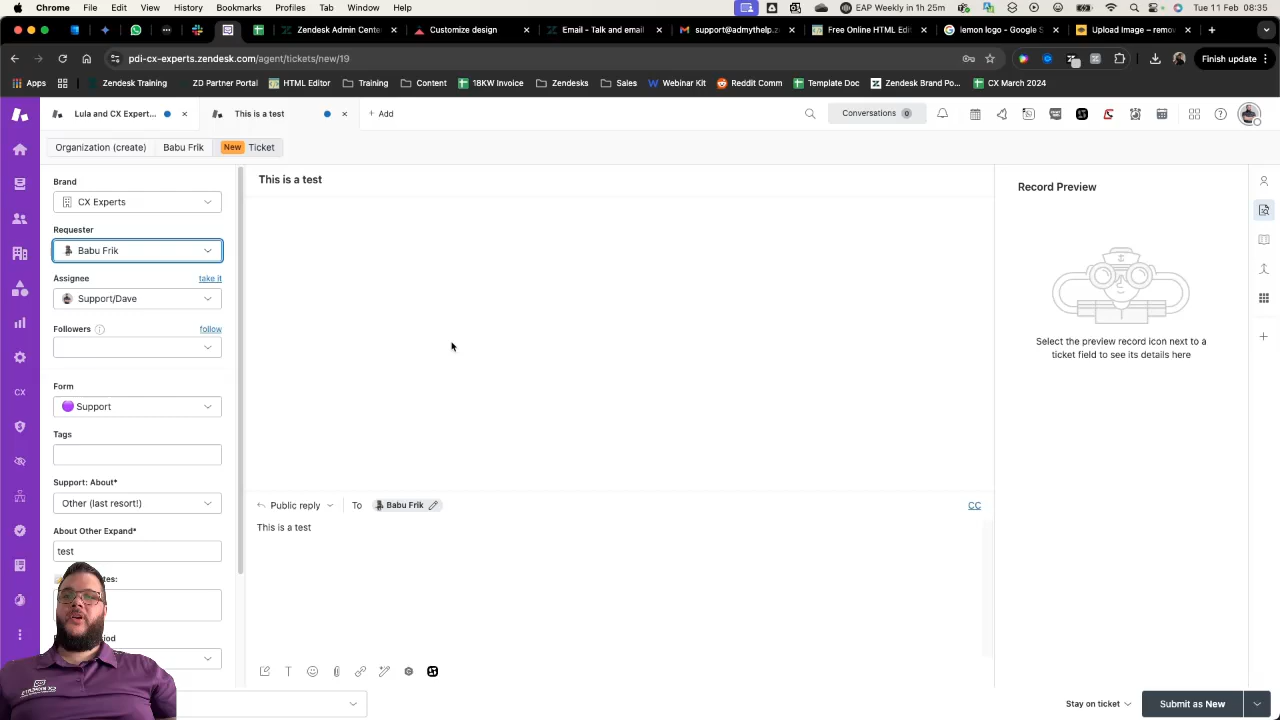 Chrome File Edit View History Bookmarks Profiles Tab Window Help
EAP Weekly in 1h 25m
Tue 11 Feb 08:35
Zendesk Admin Cente
Customize design
Email - Talk and email
support@admythelp.z
Free Online HTML Edi
lemon logo - Google S
Upload Image – remo
pdi-cx-experts.zendesk.com/agent/tickets/new/19
Finish update
Apps
Zendesk Training
ZD Partner Portal
HTML Editor
Training
Content
18KW Invoice
Zendesks
Sales
Webinar Kit
Reddit Comm
Template Doc
Zendesk Brand Po...
CX March 2024
Lula and CX Expert...
This is a test
+ Add
Conversations 0
Organization (create)
Babu Frik
New Ticket
Brand
CX Experts
Requester
Babu Frik
Assignee
take it
Support/Dave
Followers
follow
Form
Support
Tags
Support: About*
Other (last resort!)
About Other Expand*
test
CX
This is a test
Public reply
To
Babu Frik
CC
This is a test
Record Preview
Select the preview record icon next to a
ticket field to see its details here
Stay on ticket
Submit as New